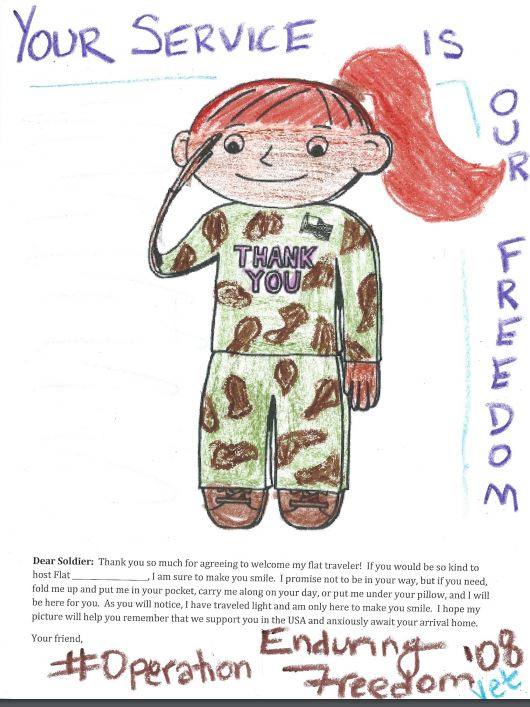 YOUR SERVICE IS
OUR
FREEDOM
THANK
YOU
Dear Soldier: Thank you so much for agreeing to welcome my flat traveler! If you would be so kind to
host Flat _______________, I am sure to make you smile. I promise not to be in your way, but if you need,
fold me up and put me in your pocket, carry me along on your day, or put me under your pillow, and I will
be here for you. As you will notice, I have traveled light and am only here to make you smile. I hope my
picture will help you remember that we support you in the USA and anxiously await your arrival home.
Your friend,
#Operation Enduring
Freedom '08
Vet